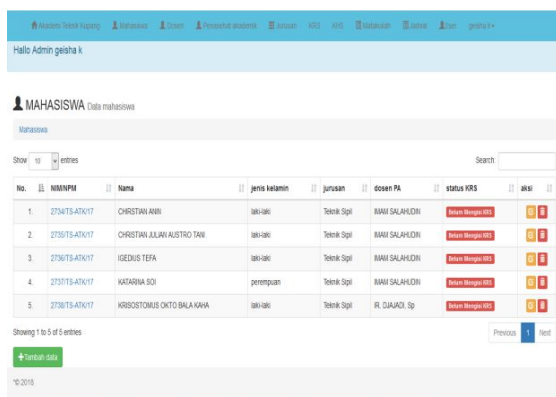 Akademi Teknik Kupang Mahasiswa Dosen Penasehat akademik Jurusan KRS KHS Matakuliah Jadwal User geisha k
Hallo Admin geisha k
MAHASISWA Data mahasiswa
Mahasiswa
Show 10 entries Search:
No. NIM/NPM Nama jenis kelamin jurusan dosen PA status KRS aksi
1. 2734/TS-ATK/17 CHRISTIAN ANIN laki-laki Teknik Sipil IMAM SALAHUDIN Belum Mengisi KRS
2. 2735/TS-ATK/17 CHRISTIAN JULIAN AUSTRO TANI laki-laki Teknik Sipil IMAM SALAHUDIN Belum Mengisi KRS
3. 2736/TS-ATK/17 IGEDIUS TEFA laki-laki Teknik Sipil IMAM SALAHUDIN Belum Mengisi KRS
4. 2737/TS-ATK/17 KATARINA SOI perempuan Teknik Sipil IMAM SALAHUDIN Belum Mengisi KRS
5. 2738/TS-ATK/17 KRISOSTOMUS OKTO BALA KAHA laki-laki Teknik Sipil IR. DJAJADI, Sp Belum Mengisi KRS
Showing 1 to 5 of 5 entries Previous 1 Next
Tambah data
© 2018